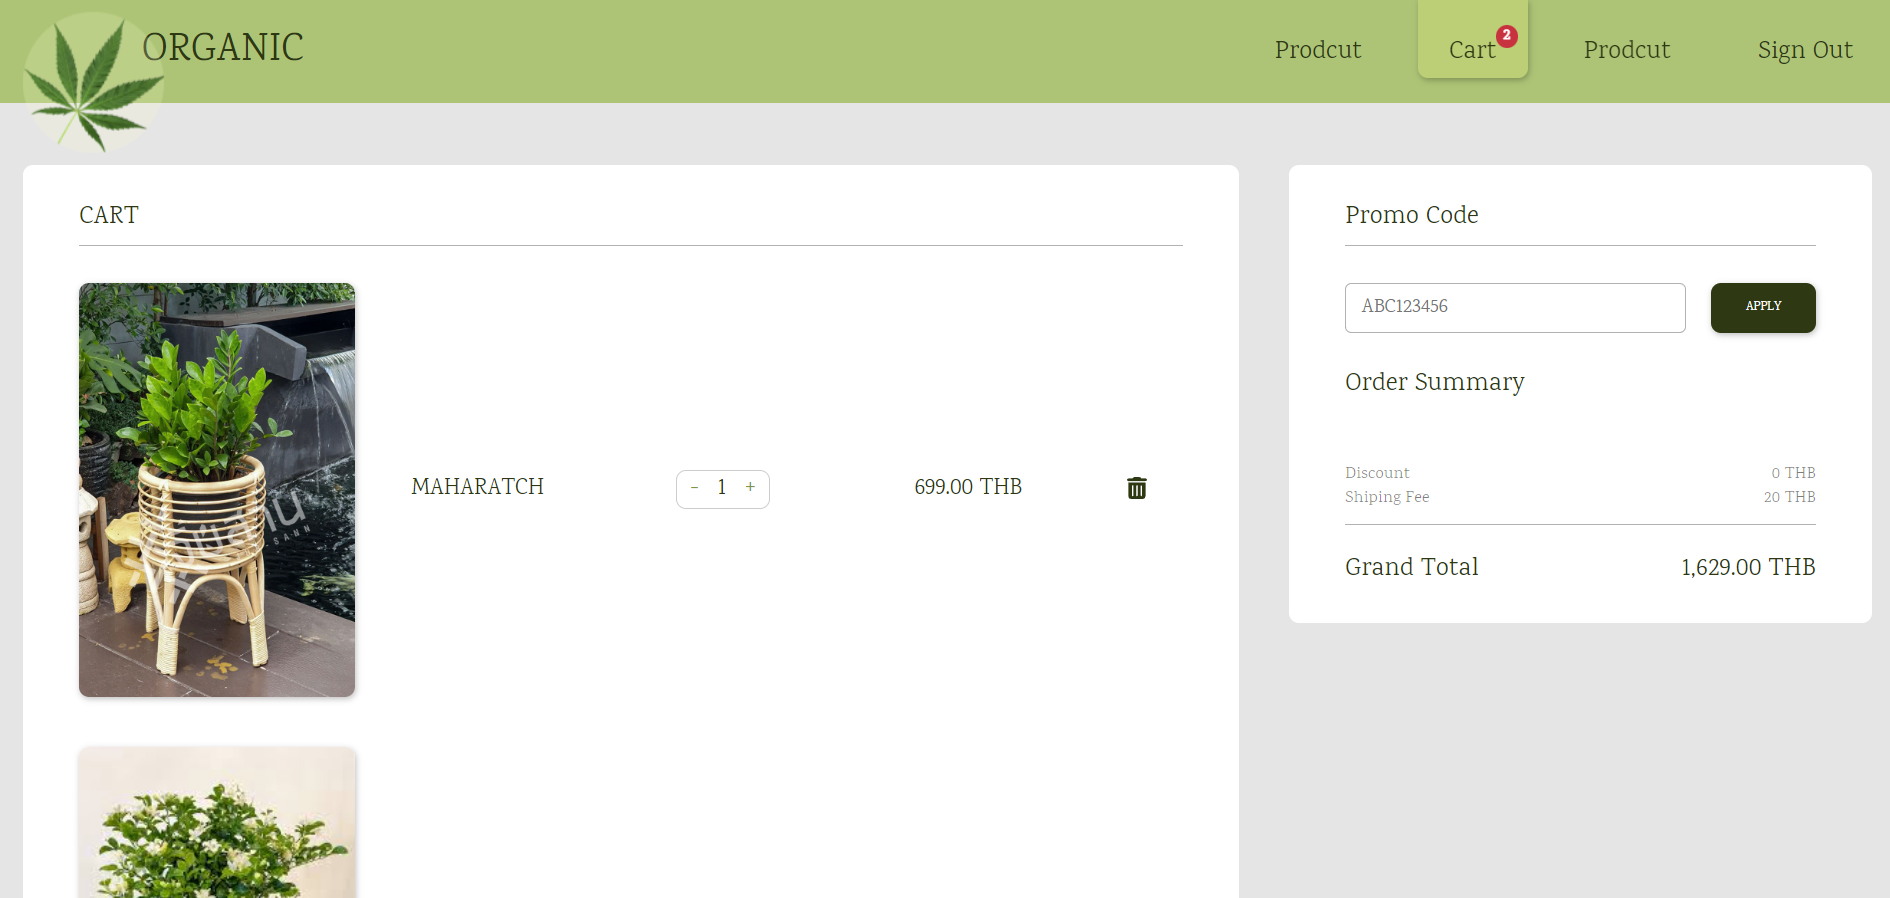 ORGANIC
Prodcut
Cart 2
Prodcut
Sign Out
CART
MAHARATCH
- 1 +
699.00 THB
Promo Code
ABC123456
APPLY
Order Summary
Discount 0 THB
Shiping Fee 20 THB
Grand Total 1,629.00 THB